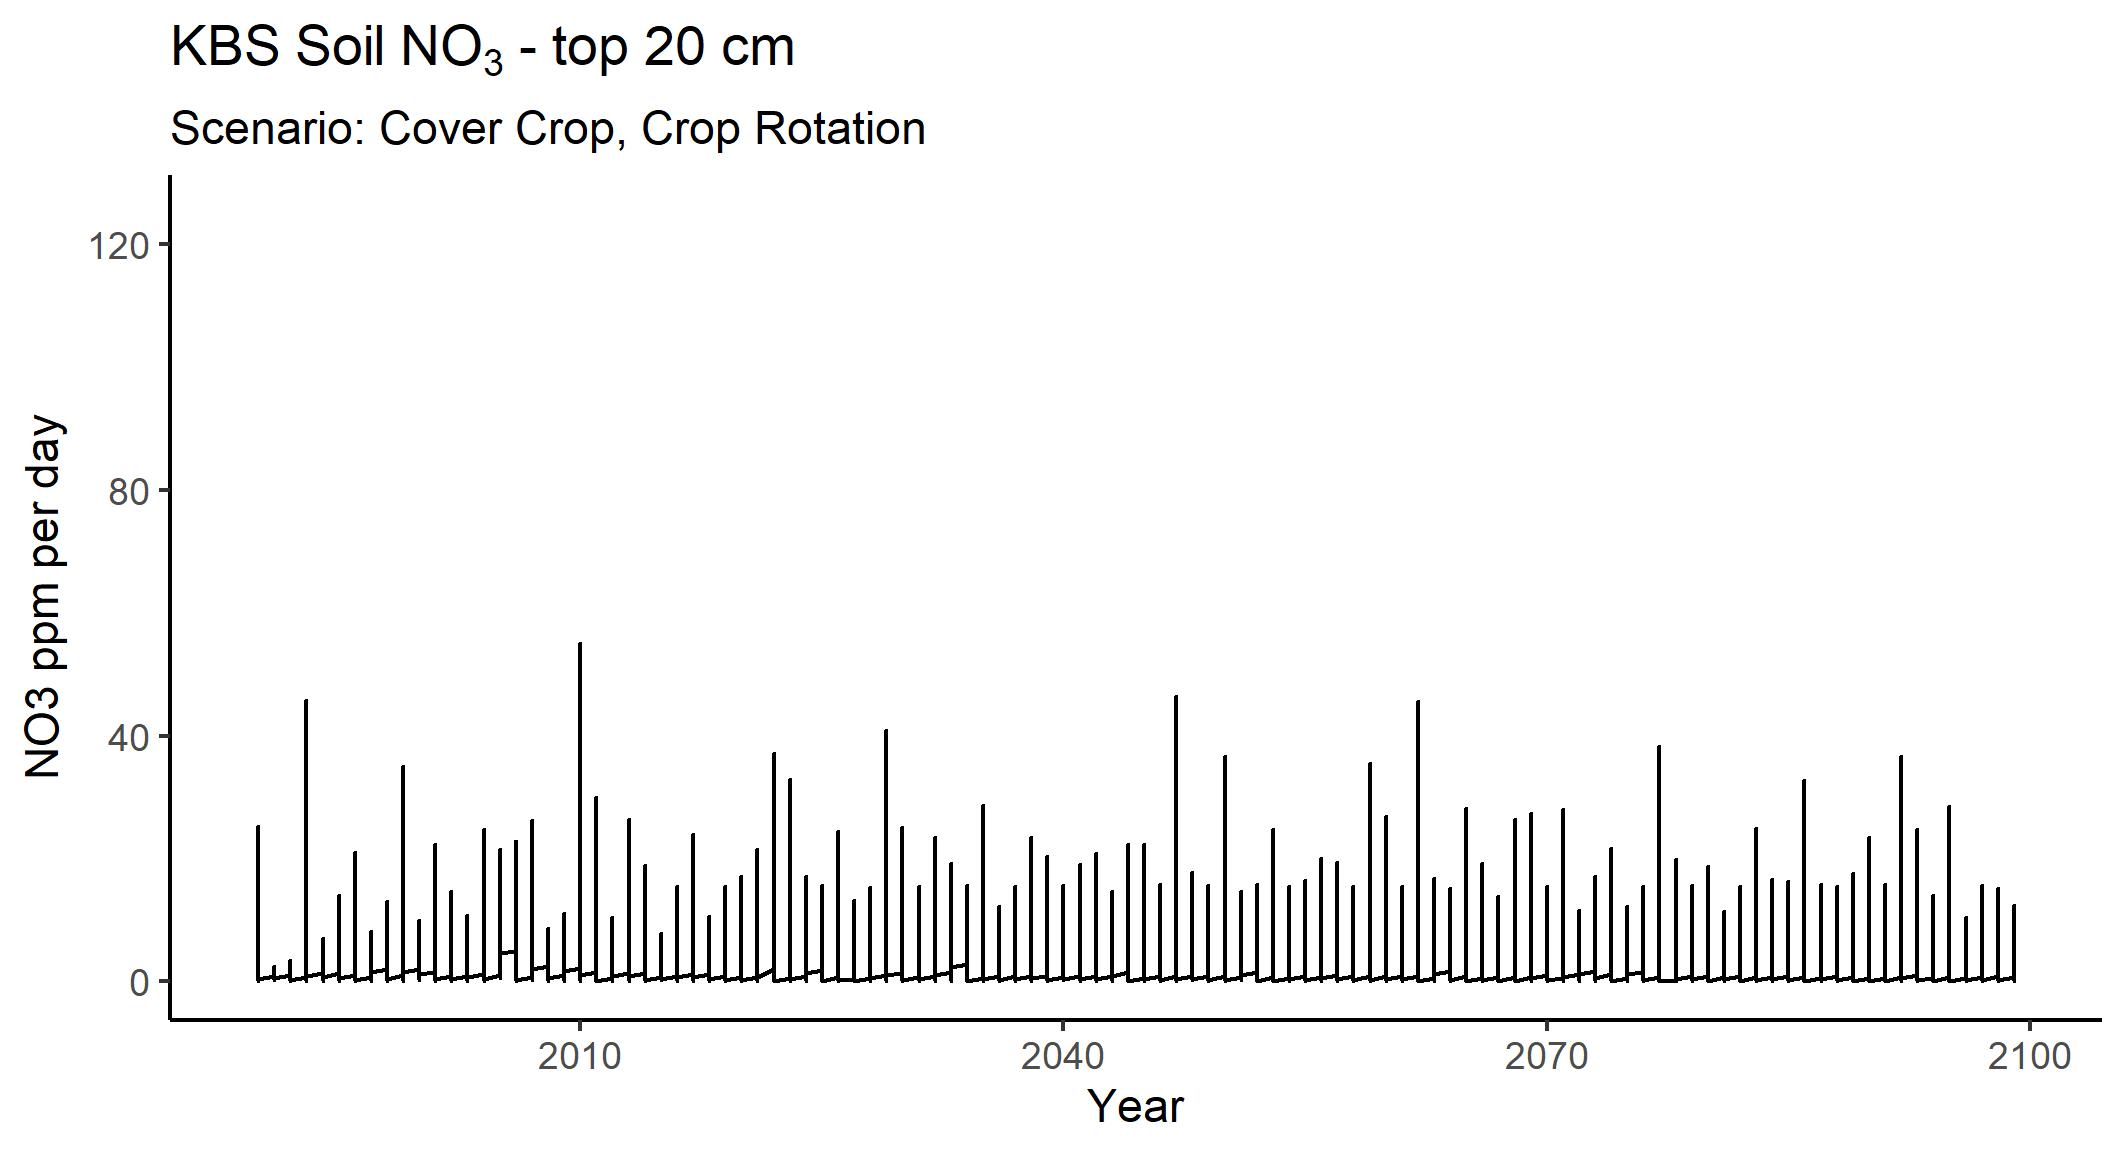 KBS Soil NO₃ - top 20 cm
Scenario: Cover Crop, Crop Rotation
NO3 ppm per day
120
80
40
0
2010 2040 2070 2100
Year